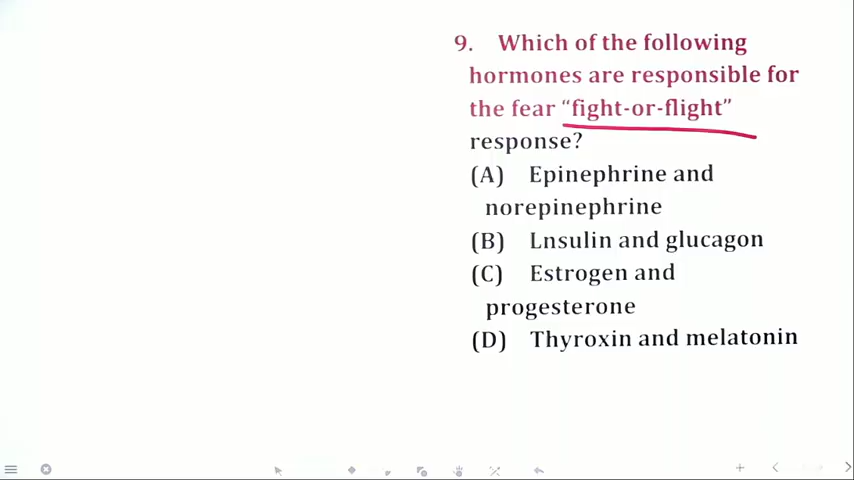 9. Which of the following
hormones are responsible for
the fear “fight-or-flight”
response?
(A) Epinephrine and
norepinephrine
(B) Lnsulin and glucagon
(C) Estrogen and
progesterone
(D) Thyroxin and melatonin